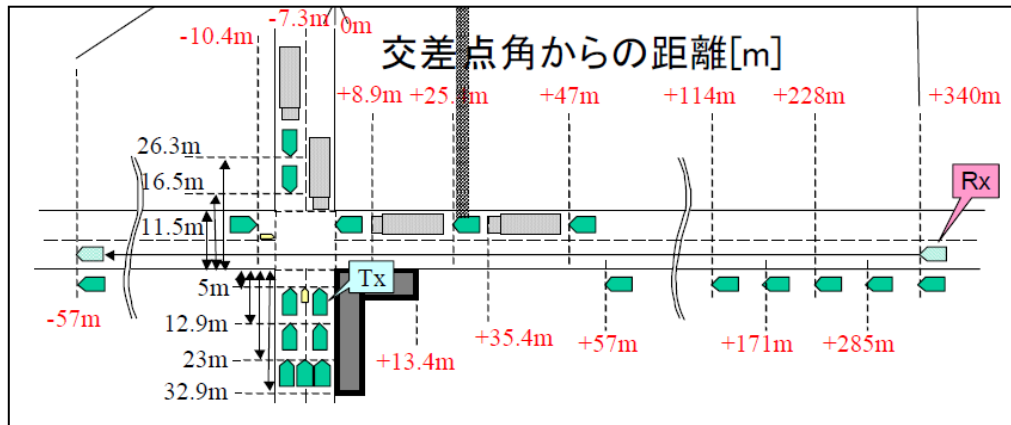 -7.3m
0m
-10.4m
交差点角からの距離[m]
+8.9m
+47m
+114m
+228m
+340m
26.3m
16.5m
11.5m
Rx
Tx
5m
-57m
12.9m
+35.4m
+57m
+171m
+285m
+13.4m
23m
32.9m